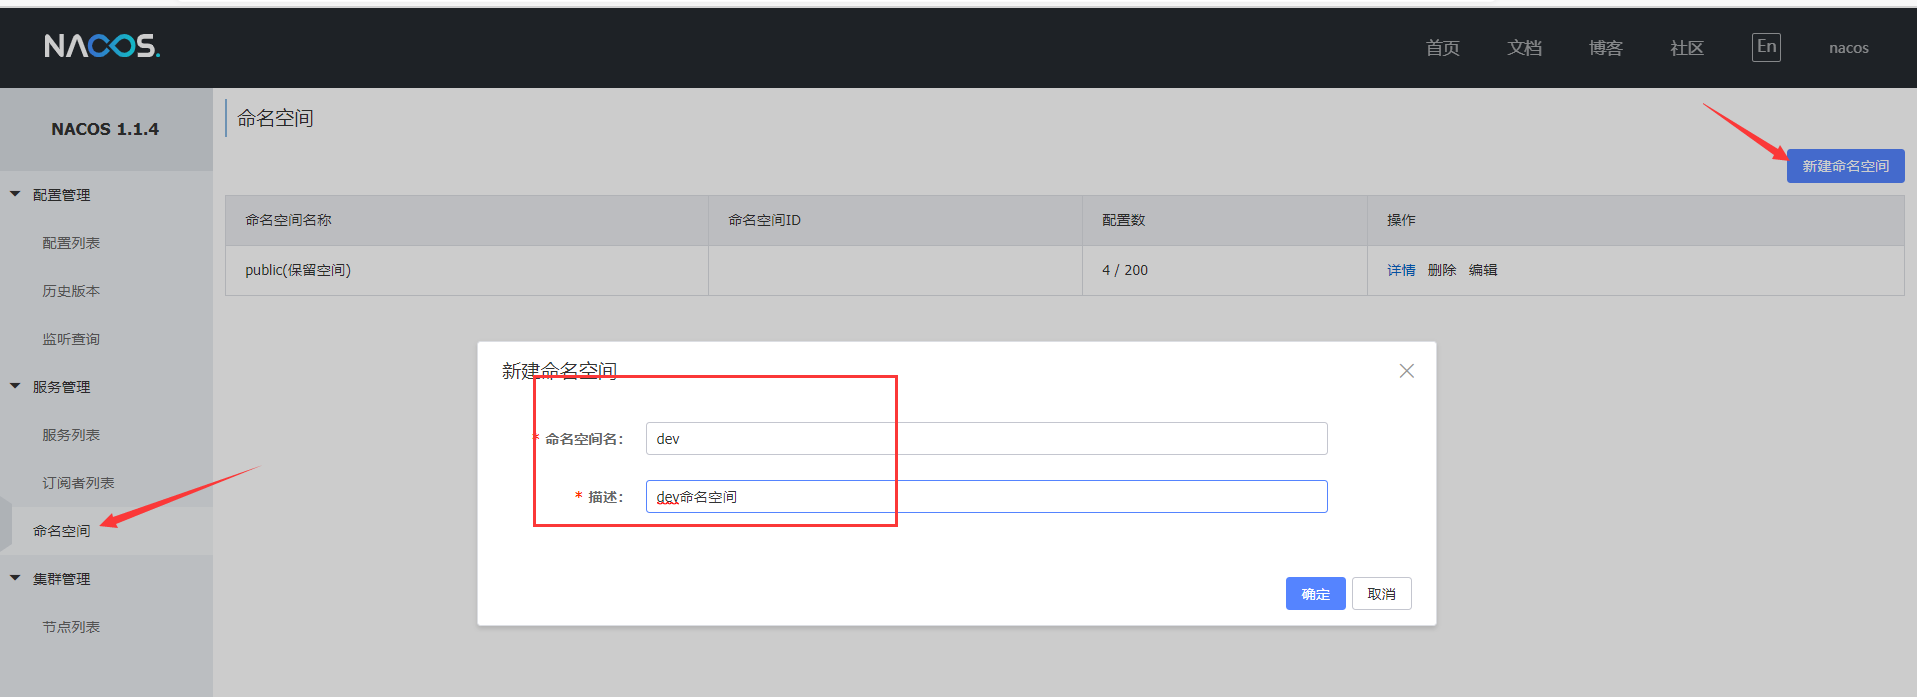 NACOS.
首页 文档 博客 社区 En nacos
NACOS 1.1.4
配置管理
配置列表
历史版本
监听查询
服务管理
服务列表
订阅者列表
命名空间
集群管理
节点列表
命名空间
新建命名空间
命名空间名称 命名空间ID 配置数 操作
public(保留空间) 4 / 200 详情 删除 编辑
新建命名空间
* 命名空间名: dev
* 描述: dev命名空间
确定 取消